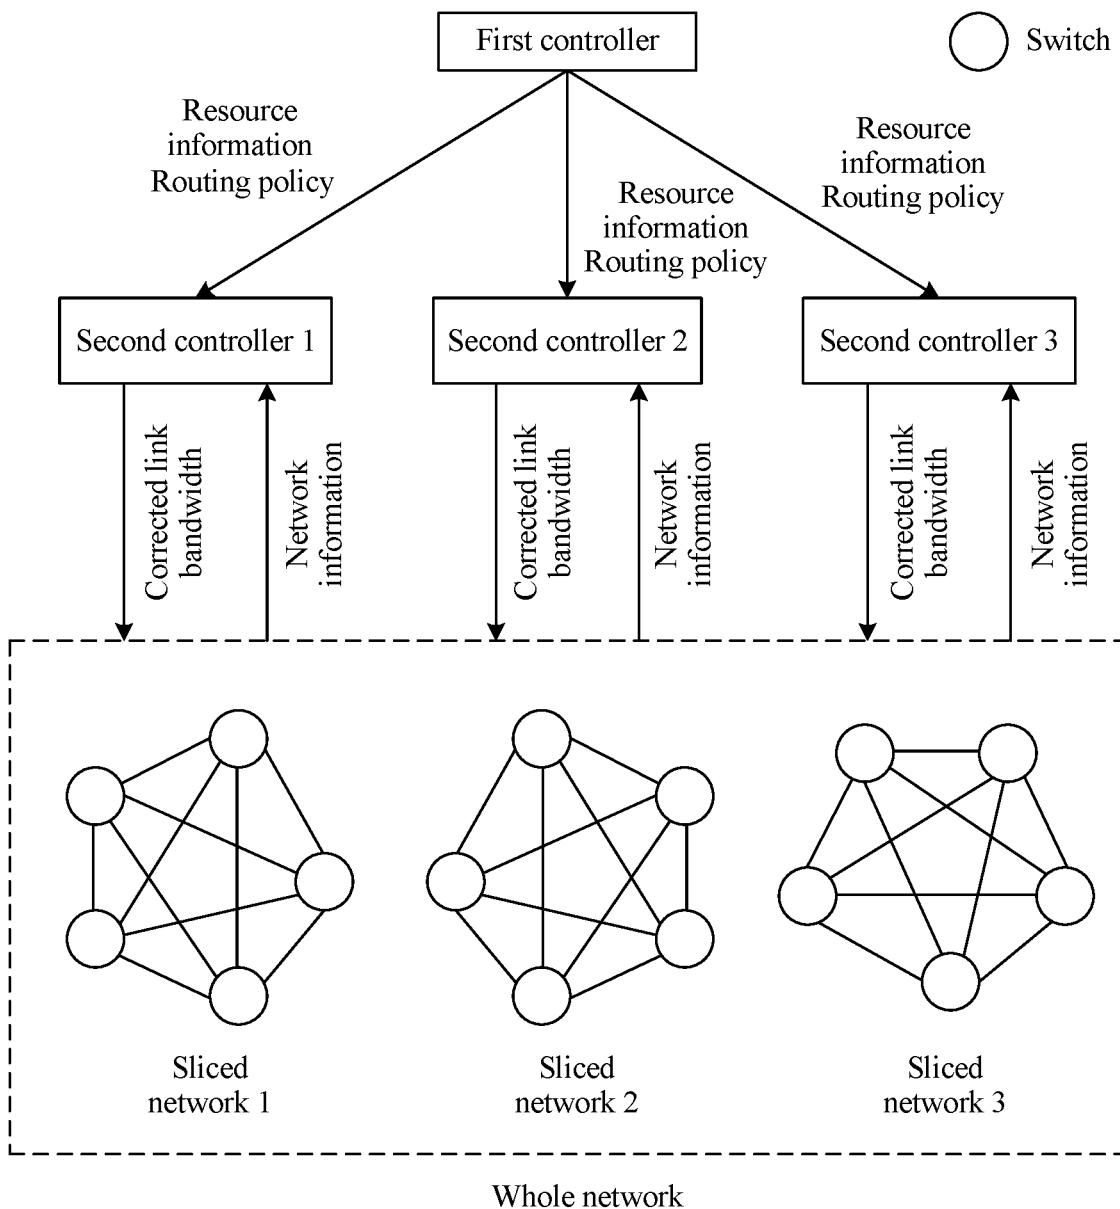 First controller
Switch
Resource
information
Routing policy
Resource
information
Routing policy
Resource
information
Routing policy
Second controller 1
Second controller 2
Second controller 3
Corrected link
bandwidth
Network
information
Corrected link
bandwidth
Network
information
Corrected link
bandwidth
Network
information
Sliced
network 1
Sliced
network 2
Sliced
network 3
Whole network